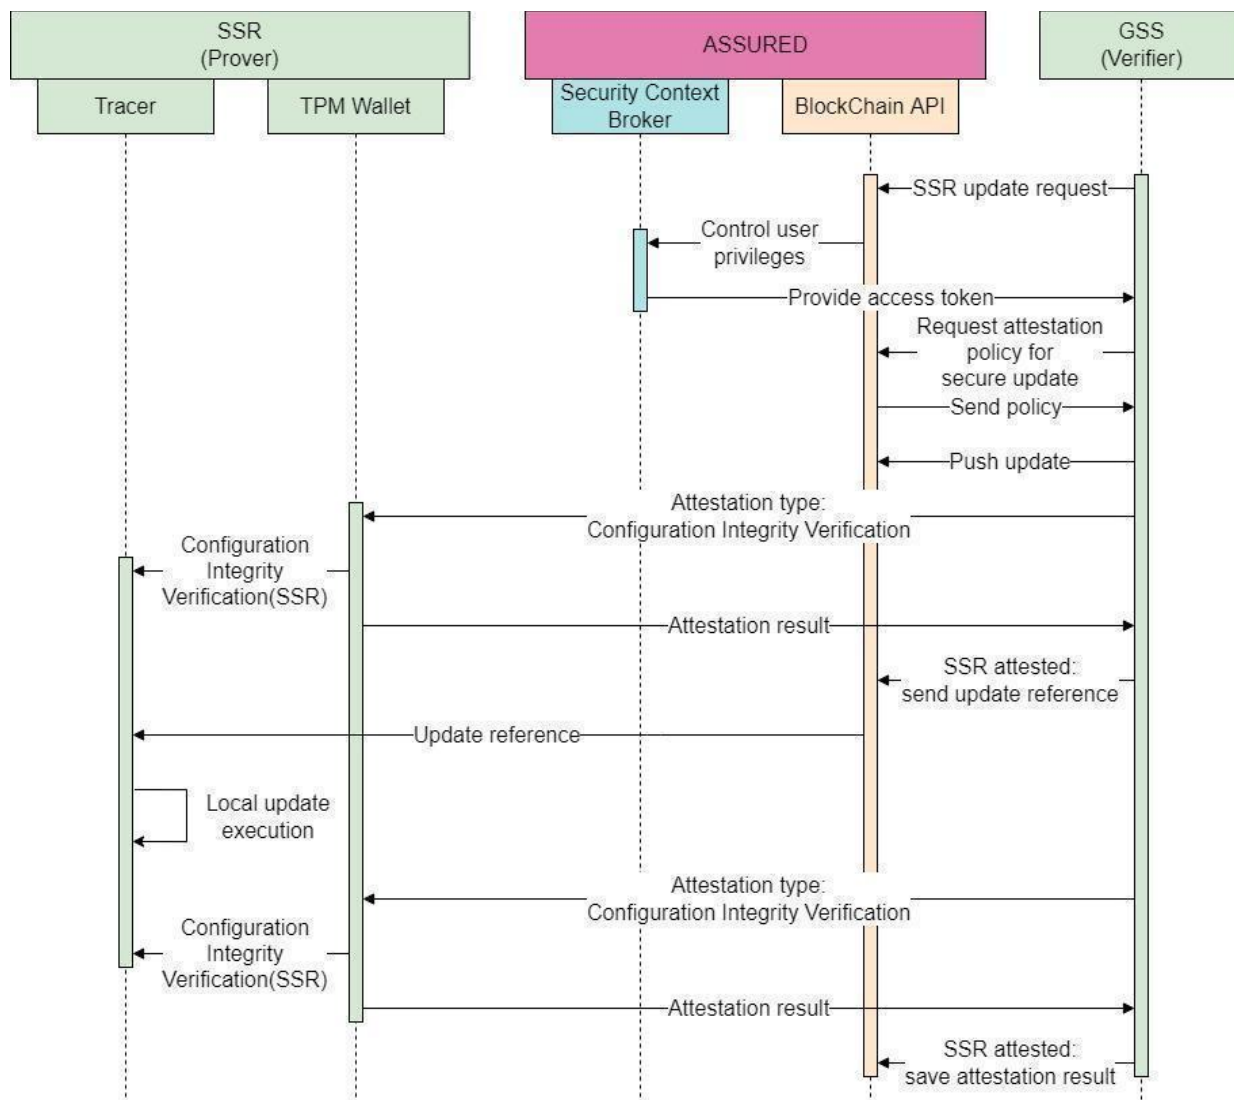 SSR
(Prover)
ASSURED
GSS
(Verifier)
Tracer
TPM Wallet
Security Context
Broker
BlockChain API
SSR update request
Control user
privileges
Provide access token
Request attestation
policy for
secure update
Send policy
Push update
Attestation type:
Configuration Integrity Verification
Configuration
Integrity
Verification(SSR)
Attestation result
SSR attested:
send update reference
Update reference
Local update
execution
Attestation type:
Configuration Integrity Verification
Configuration
Integrity
Verification(SSR)
Attestation result
SSR attested:
save attestation result